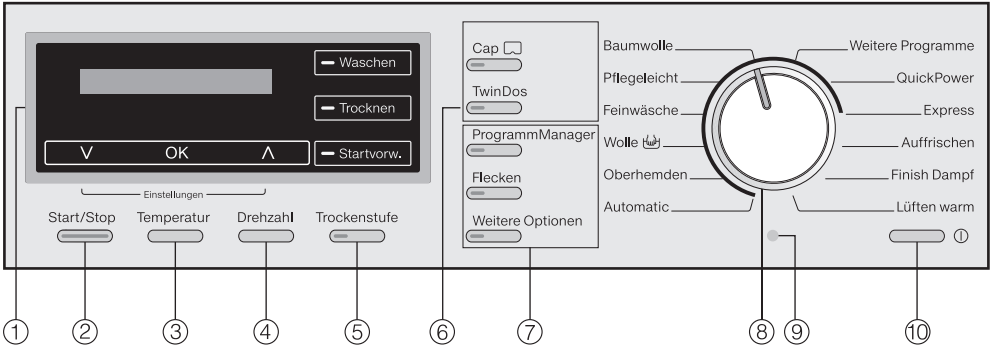 Waschen
Trocknen
Startvorw.
OK
Einstellungen
Start/Stop
Temperatur
Drehzahl
Trockenstufe
Cap
TwinDos
ProgrammManager
Flecken
Weitere Optionen
Baumwolle
Pflegeleicht
Feinwäsche
Wolle
Oberhemden
Automatic
Weitere Programme
QuickPower
Express
Auffrischen
Finish Dampf
Lüften warm
① ② ③ ④ ⑤ ⑥ ⑦ ⑧ ⑨ ⑩